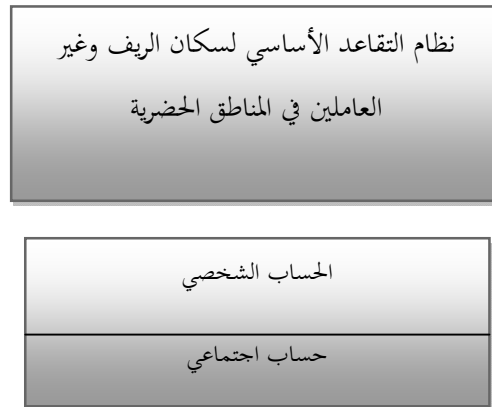 نظام التقاعد الأساسي لسكان الريف وغير
العاملين في المناطق الحضرية
الحساب الشخصي
حساب اجتماعي